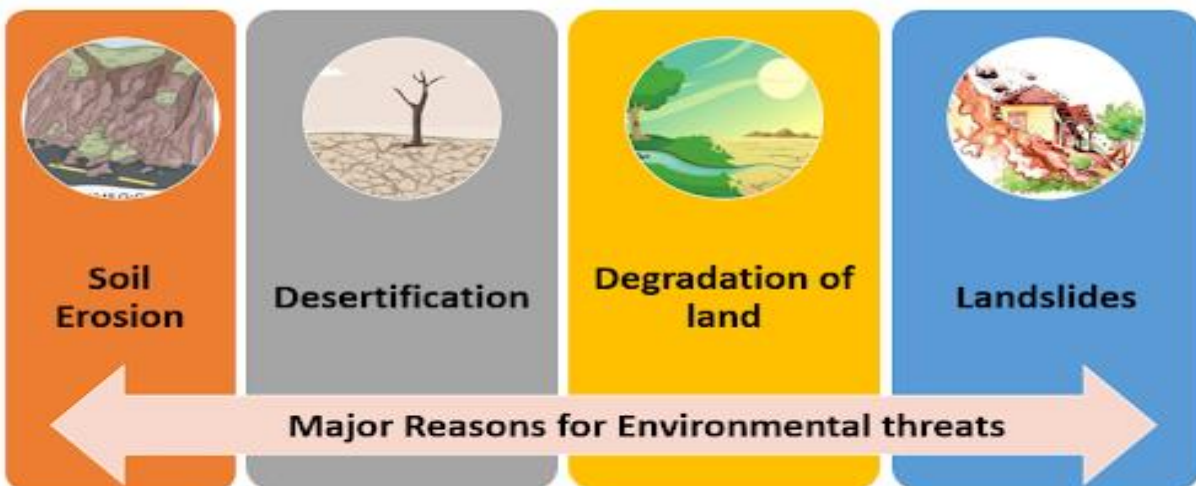 Soil
Erosion
Desertification
Degradation of
land
Landslides
Major Reasons for Environmental threats